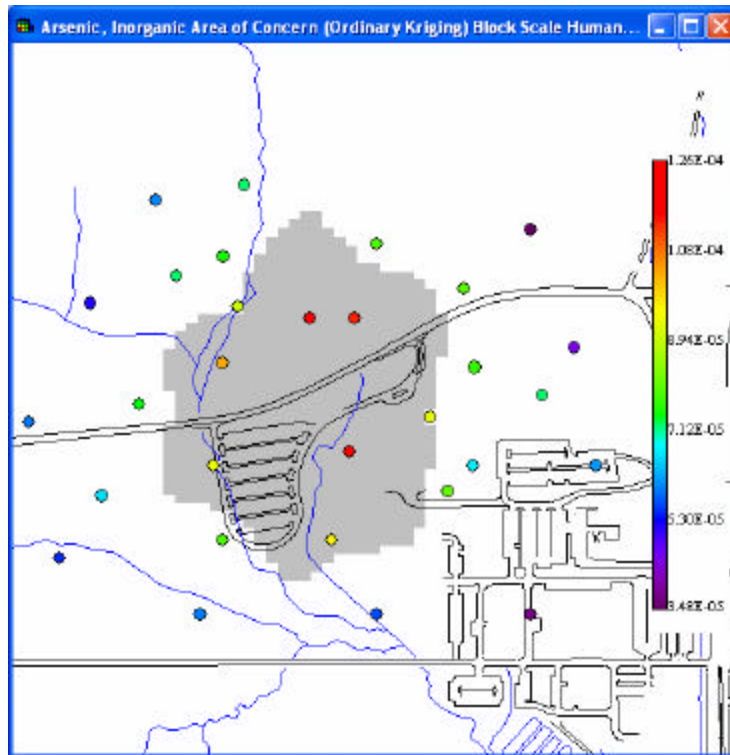 Arsenic, Inorganic Area of Concern (Ordinary Kriging) Block Scale Human...
1.26E-04
1.08E-04
8.94E-05
7.12E-05
5.30E-05
3.48E-05